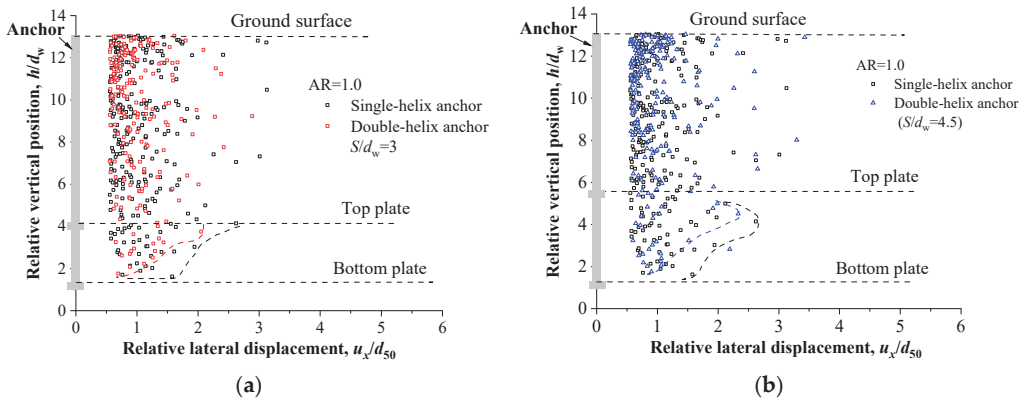 Ground surface
Anchor
AR=1.0
Single-helix anchor
Double-helix anchor
S/dw=3
Top plate
Bottom plate
Relative vertical position, h/dw
14
12
10
8
6
4
2
0
0 1 2 3 4 5 6
Relative lateral displacement, ux/d50
(a)
Ground surface
Anchor
AR=1.0
Single-helix anchor
Double-helix anchor
(S/dw=4.5)
Top plate
Bottom plate
Relative vertical position, h/dw
14
12
10
8
6
4
2
0
0 1 2 3 4 5 6
Relative lateral displacement, ux/d50
(b)